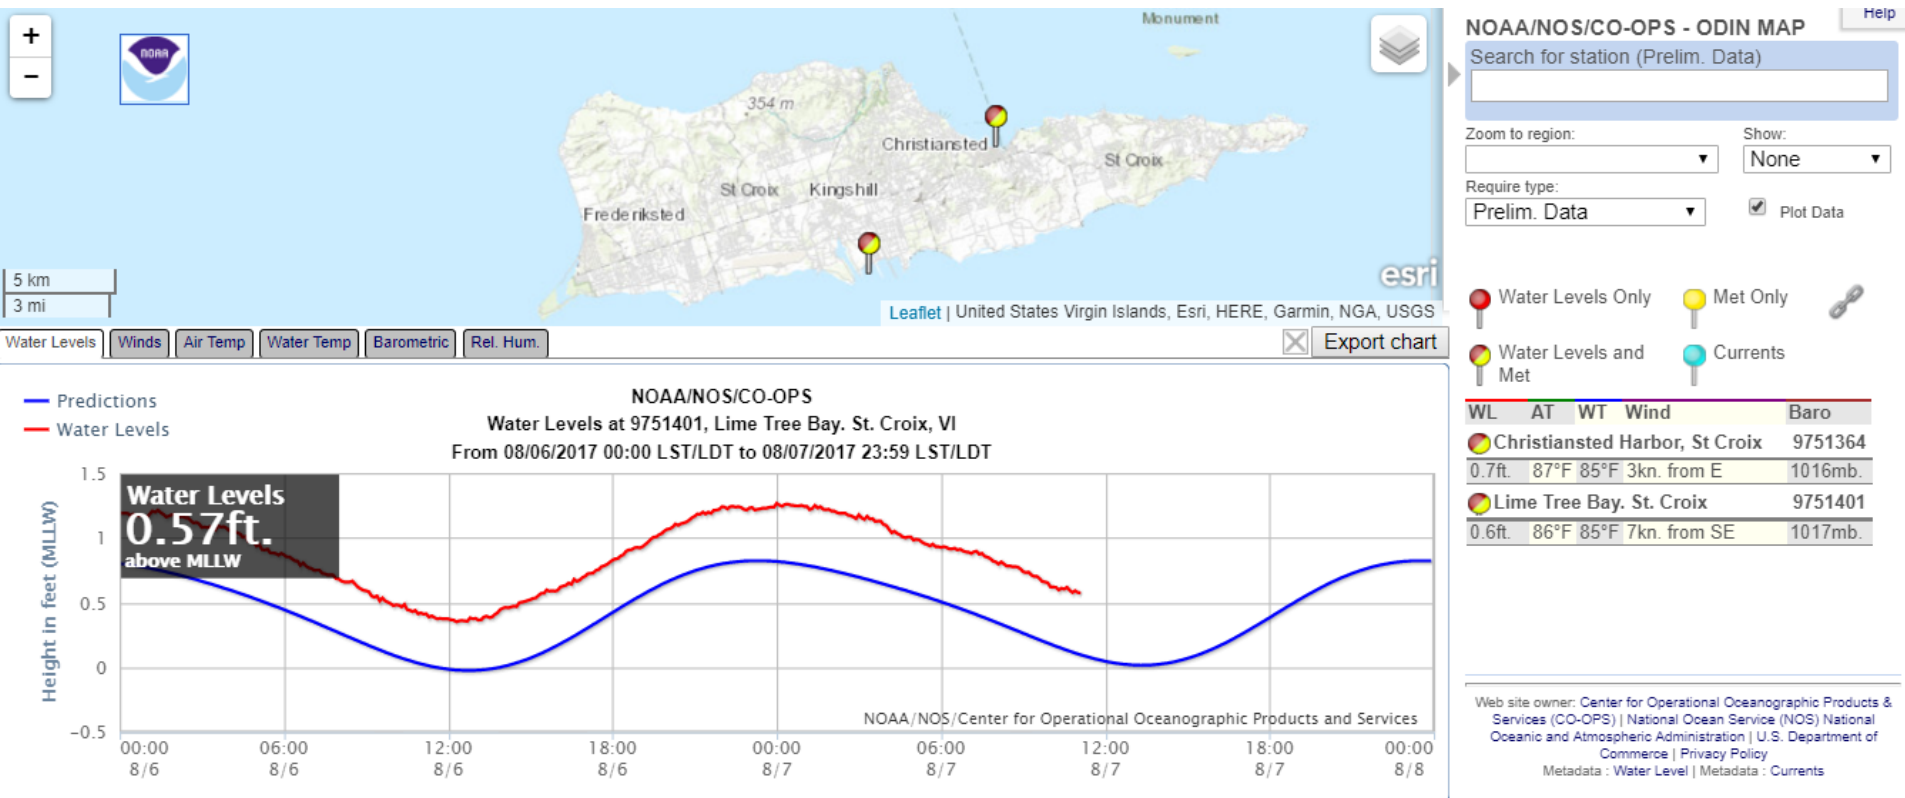 +
−
NOAA
Monument
354 m
Christiansted
St Croix
St Croix
Kingshill
Frederiksted
5 km
3 mi
esri
Leaflet | United States Virgin Islands, Esri, HERE, Garmin, NGA, USGS
Help
NOAA/NOS/CO-OPS - ODIN MAP
Search for station (Prelim. Data)
Zoom to region:
Show:
None
Require type:
Prelim. Data
Plot Data
Water Levels Only
Met Only
Water Levels and
Met
Currents
WL AT WT Wind Baro
Christiansted Harbor, St Croix 9751364
0.7ft. 87°F 85°F 3kn. from E 1016mb.
Lime Tree Bay. St. Croix 9751401
0.6ft. 86°F 85°F 7kn. from SE 1017mb.
Web site owner: Center for Operational Oceanographic Products &
Services (CO-OPS) | National Ocean Service (NOS) National
Oceanic and Atmospheric Administration | U.S. Department of
Commerce | Privacy Policy
Metadata : Water Level | Metadata : Currents
Water Levels Winds Air Temp Water Temp Barometric Rel. Hum.
Export chart
Predictions
Water Levels
NOAA/NOS/CO-OPS
Water Levels at 9751401, Lime Tree Bay. St. Croix, VI
From 08/06/2017 00:00 LST/LDT to 08/07/2017 23:59 LST/LDT
Height in feet (MLLW)
1.5
1
0.5
0
−0.5
Water Levels
0.57ft.
above MLLW
NOAA/NOS/Center for Operational Oceanographic Products and Services
00:00 06:00 12:00 18:00 00:00 06:00 12:00 18:00 00:00
8/6 8/6 8/6 8/6 8/7 8/7 8/7 8/7 8/8